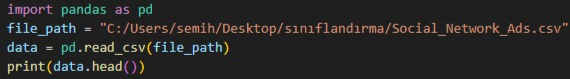 import pandas as pd
file_path = "C:/Users/semih/Desktop/sınıflandırma/Social_Network_Ads.csv"
data = pd.read_csv(file_path)
print(data.head())